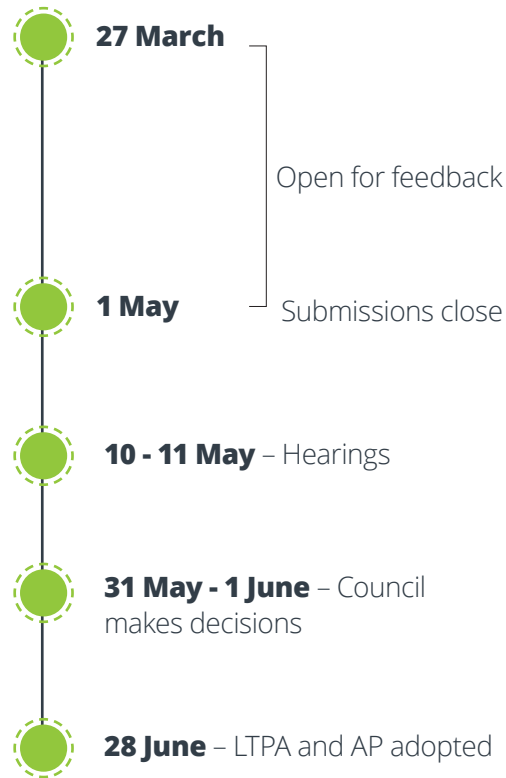 27 March
Open for feedback
1 May
Submissions close
10 - 11 May – Hearings
31 May - 1 June – Council
makes decisions
28 June – LTPA and AP adopted